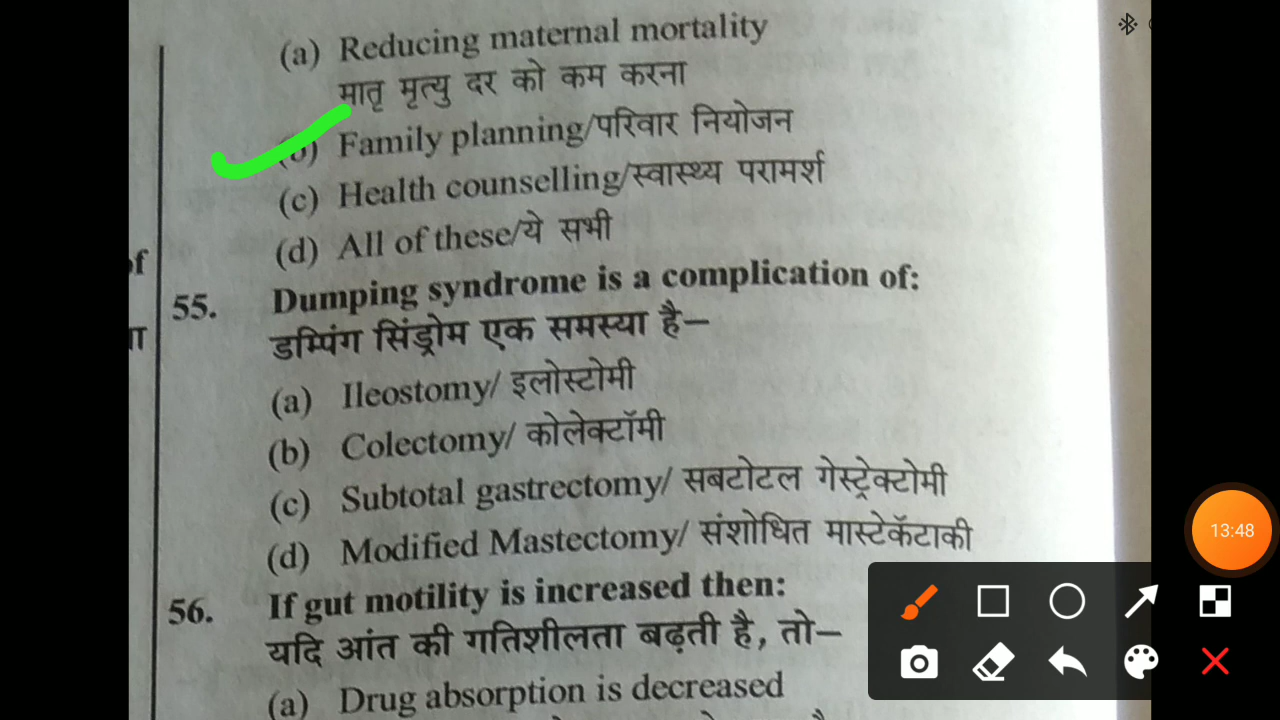 (a) Reducing maternal mortality
मातृ मृत्यु दर को कम करना
(b) Family planning/परिवार नियोजन
(c) Health counselling/स्वास्थ्य परामर्श
(d) All of these/ये सभी
of
55. Dumping syndrome is a complication of:
डम्पिंग सिंड्रोम एक समस्या है–
(a) Ileostomy/ इलोस्टोमी
(b) Colectomy/ कोलेक्टॉमी
(c) Subtotal gastrectomy/ सबटोटल गेस्ट्रेक्टोमी
(d) Modified Mastectomy/ संशोधित मास्टेकॅटाकी
13:48
56. If gut motility is increased then:
यदि आंत की गतिशीलता बढ़ती है, तो–
(a) Drug absorption is decreased